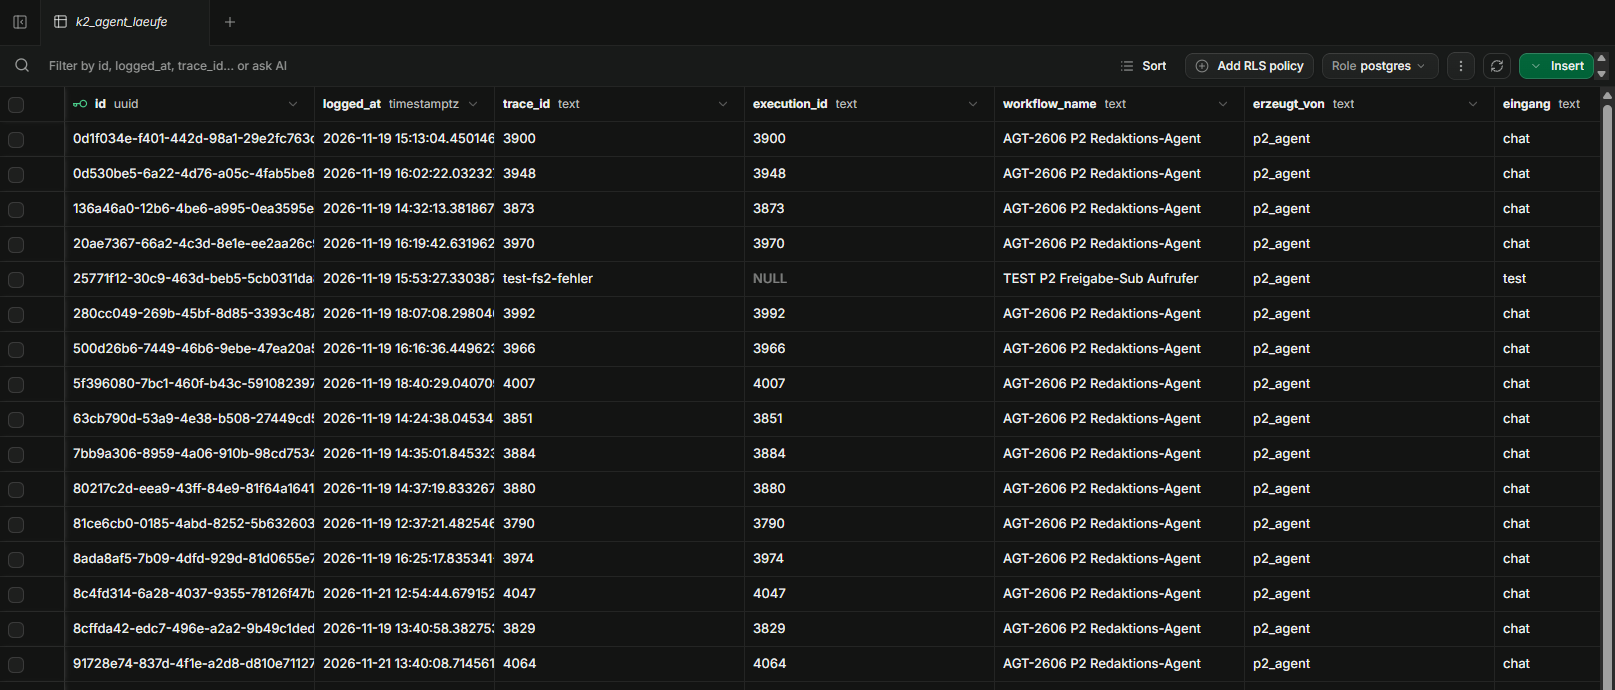 k2_agent_laeufe
Filter by id, logged_at, trace_id... or ask AI Sort Add RLS policy Role postgres Insert
id uuid logged_at timestamptz trace_id text execution_id text workflow_name text erzeugt_von text eingang text
0d1f034e-f401-442d-98a1-29e2fc763c 2026-11-19 15:13:04.450146 3900 3900 AGT-2606 P2 Redaktions-Agent p2_agent chat
0d530be5-6a22-4d76-a05c-4fab5be8 2026-11-19 16:02:22.032327 3948 3948 AGT-2606 P2 Redaktions-Agent p2_agent chat
136a46a0-12b6-4be6-a995-0ea3595e 2026-11-19 14:32:13.381867 3873 3873 AGT-2606 P2 Redaktions-Agent p2_agent chat
20ae7367-66a2-4c3d-8e1e-ee2aa26c 2026-11-19 16:19:42.631962 3970 3970 AGT-2606 P2 Redaktions-Agent p2_agent chat
25771f12-30c9-463d-beb5-5cb0311da 2026-11-19 15:53:27.330387 test-fs2-fehler NULL TEST P2 Freigabe-Sub Aufrufer p2_agent test
280cc049-269b-45bf-8d85-3393c487 2026-11-19 18:07:08.29804 3992 3992 AGT-2606 P2 Redaktions-Agent p2_agent chat
500d26b6-7449-46b6-9ebe-47ea20a 2026-11-19 16:16:36.449623 3966 3966 AGT-2606 P2 Redaktions-Agent p2_agent chat
5f396080-7bc1-460f-b43c-591082397 2026-11-19 18:40:29.04070 4007 4007 AGT-2606 P2 Redaktions-Agent p2_agent chat
63cb790d-53a9-4e38-b508-27449cd5 2026-11-19 14:24:38.04534 3851 3851 AGT-2606 P2 Redaktions-Agent p2_agent chat
7bb9a306-8959-4a06-910b-98cd7534 2026-11-19 14:35:01.845323 3884 3884 AGT-2606 P2 Redaktions-Agent p2_agent chat
80217c2d-eea9-43ff-84e9-81f64a1641 2026-11-19 14:37:19.833267 3880 3880 AGT-2606 P2 Redaktions-Agent p2_agent chat
81ce6cb0-0185-4abd-8252-5b632603 2026-11-19 12:37:21.482546 3790 3790 AGT-2606 P2 Redaktions-Agent p2_agent chat
8ada8af5-7b09-4dfd-929d-81d0655e7 2026-11-19 16:25:17.835341 3974 3974 AGT-2606 P2 Redaktions-Agent p2_agent chat
8c4fd314-6a28-4037-9355-78126f47b 2026-11-21 12:54:44.679152 4047 4047 AGT-2606 P2 Redaktions-Agent p2_agent chat
8cffda42-edc7-496e-a2a2-9b49c1ded 2026-11-19 13:40:58.382753 3829 3829 AGT-2606 P2 Redaktions-Agent p2_agent chat
91728e74-837d-4f1e-a2d8-d810e71127 2026-11-21 13:40:08.714561 4064 4064 AGT-2606 P2 Redaktions-Agent p2_agent chat